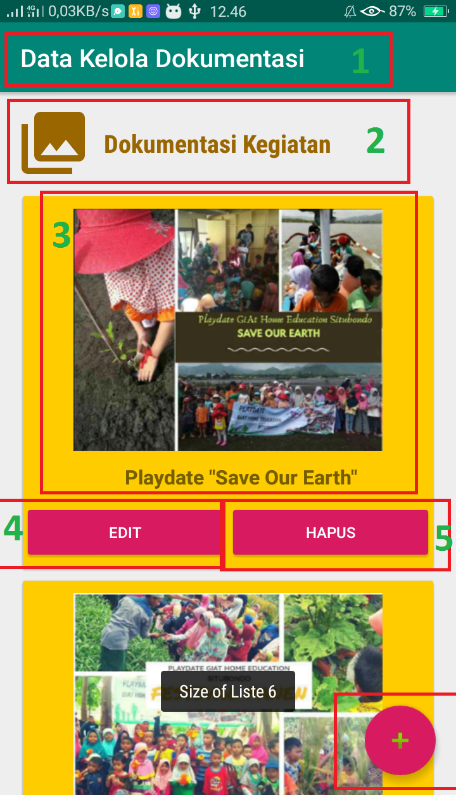 0,03KB/s 12.46 87%
Data Kelola Dokumentasi 1
Dokumentasi Kegiatan 2
3
Playdate GiAt Home Education Situbondo
SAVE OUR EARTH
PLAYDATE
Playdate "Save Our Earth"
4 EDIT HAPUS 5
PLAYDATE GIAT HOME EDUCATION
SITUBONDO
Size of Liste 6
+